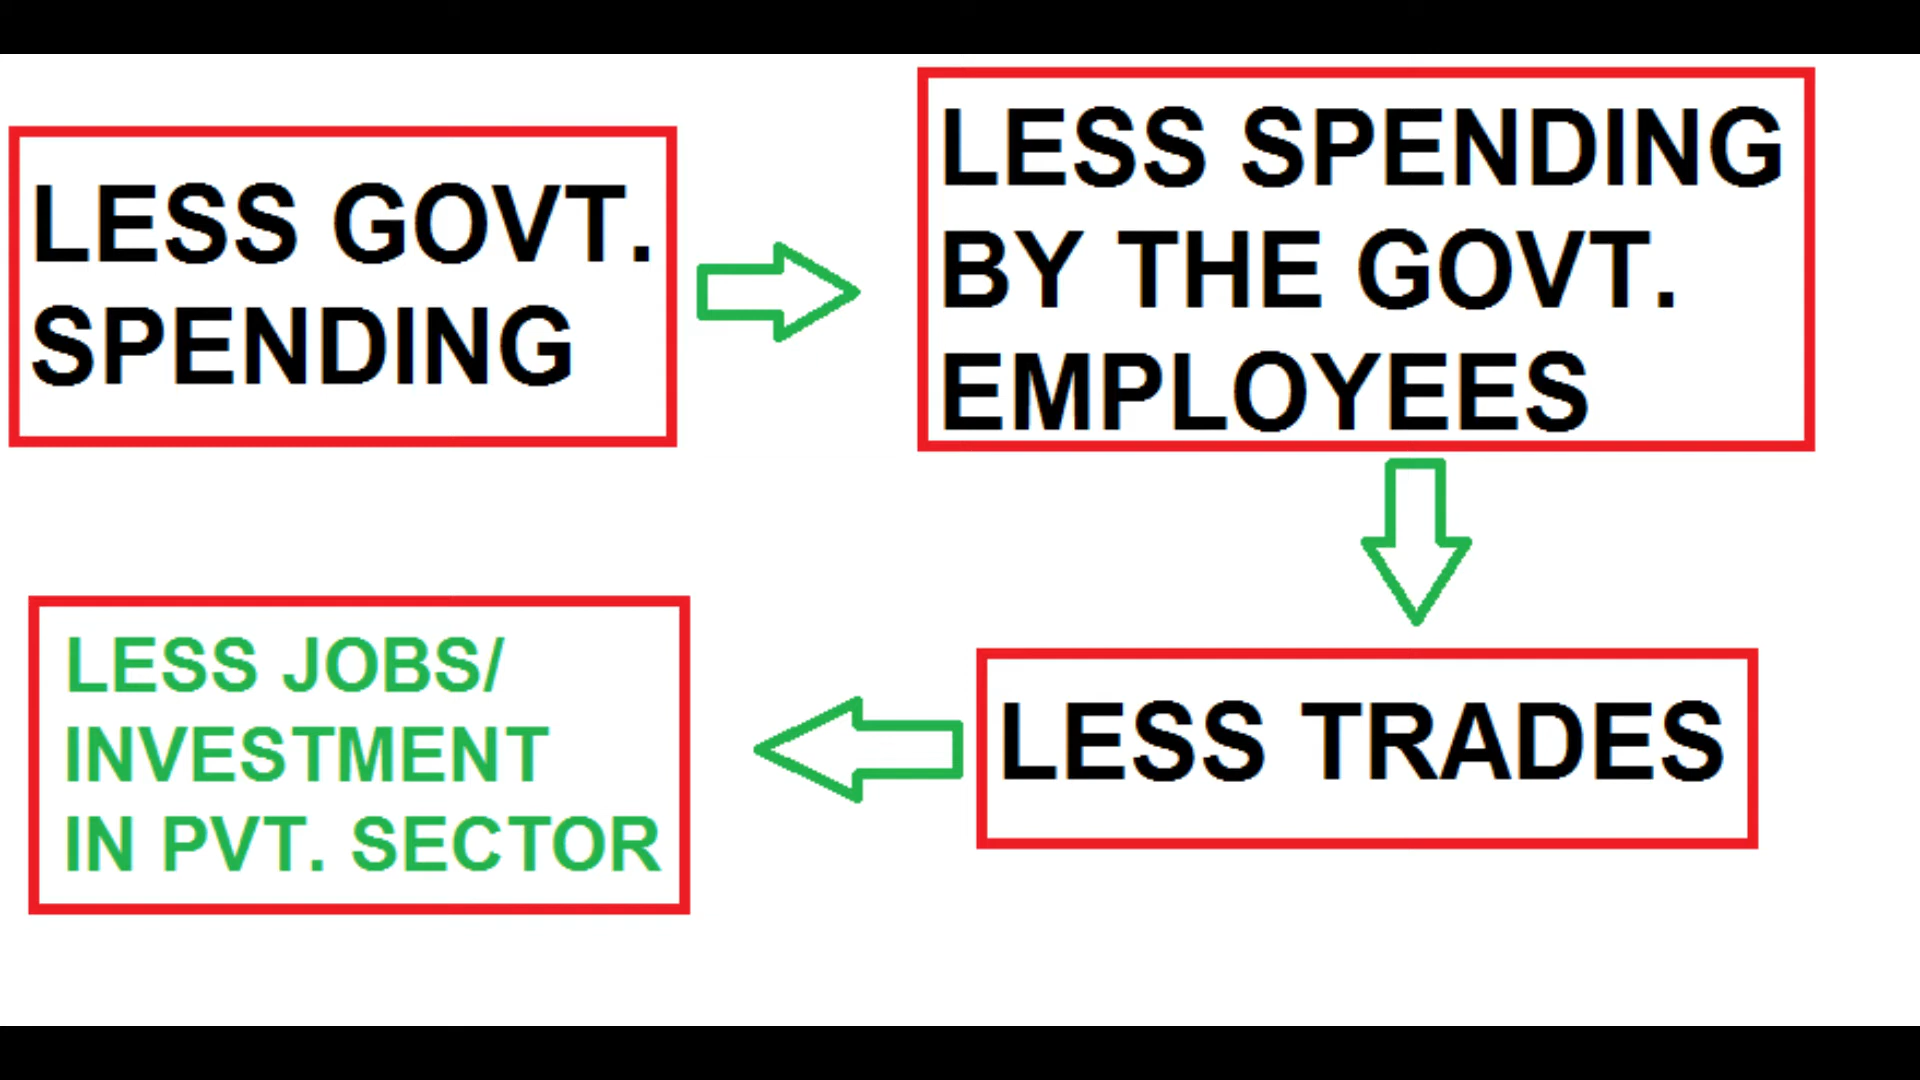 LESS GOVT.
SPENDING
LESS SPENDING
BY THE GOVT.
EMPLOYEES
LESS TRADES
LESS JOBS/
INVESTMENT
IN PVT. SECTOR